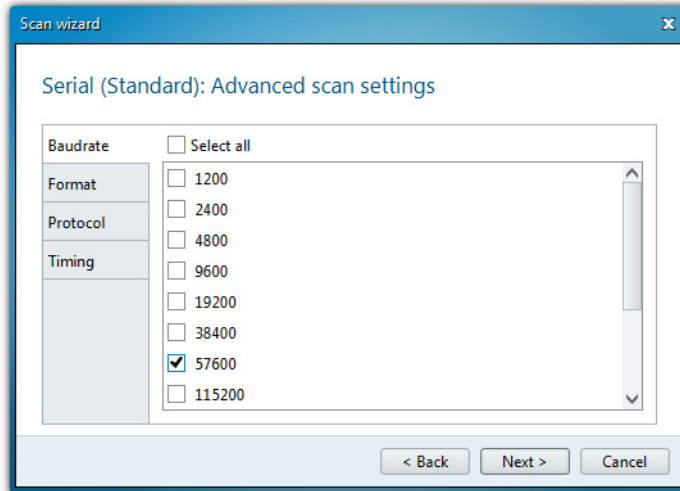 Scan wizard
Serial (Standard): Advanced scan settings
Baudrate
Format
Protocol
Timing
Select all
1200
2400
4800
9600
19200
38400
57600
115200
< Back
Next >
Cancel